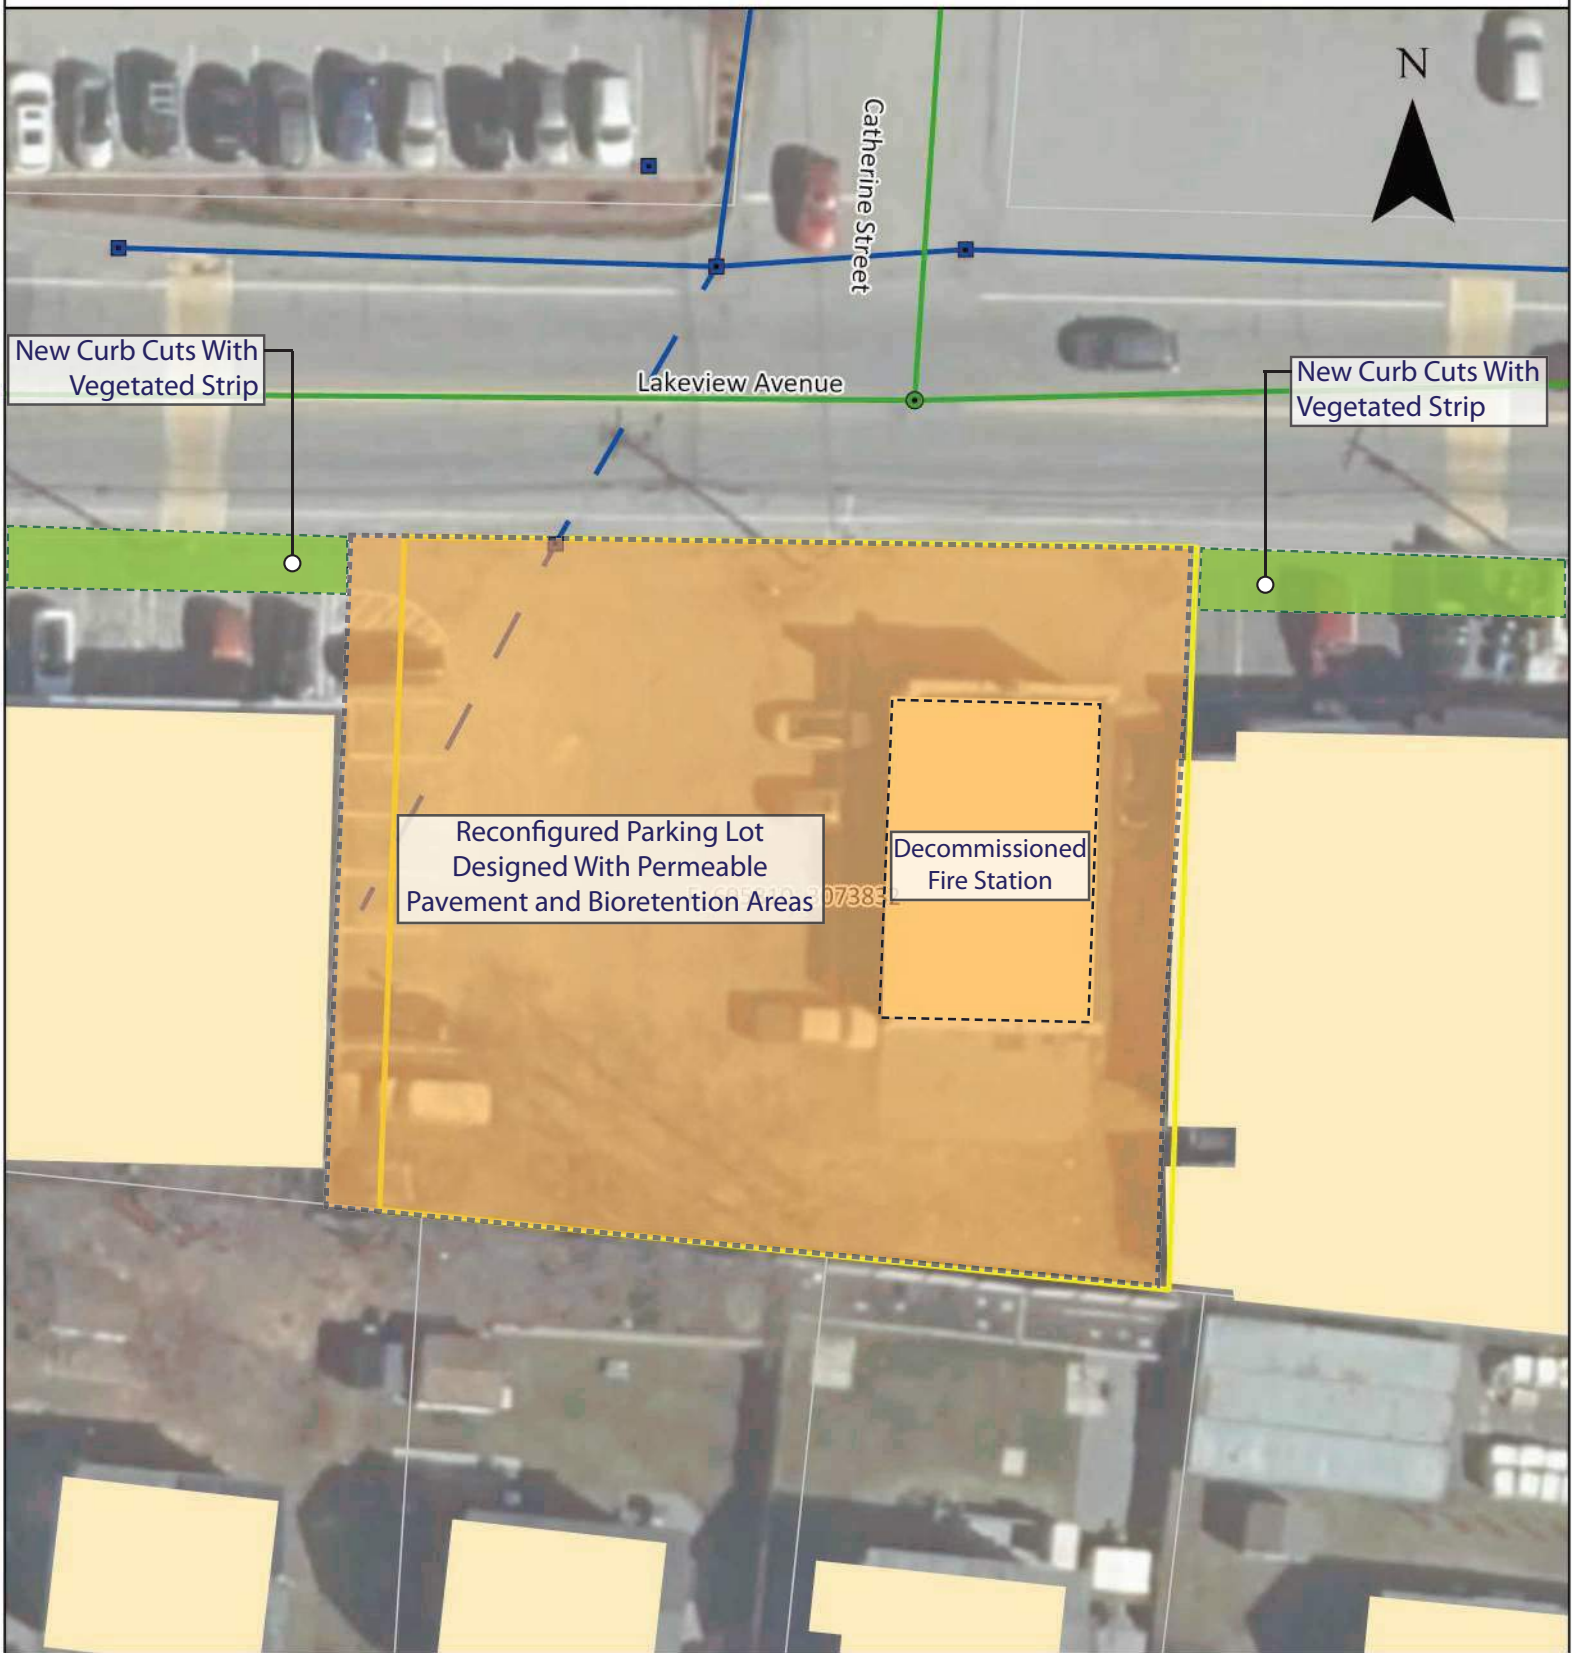 N
Catherine Street
New Curb Cuts With
Vegetated Strip
Lakeview Avenue
New Curb Cuts With
Vegetated Strip
Reconfigured Parking Lot
Designed With Permeable
Pavement and Bioretention Areas
Decommissioned
Fire Station